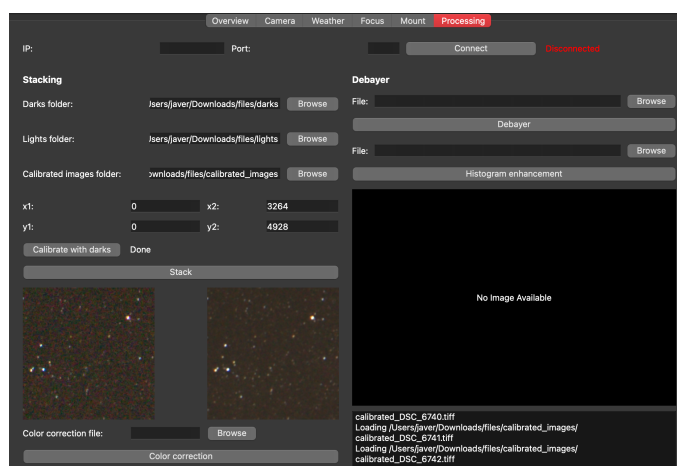 Overview Camera Weather Focus Mount Processing
IP: Port: Connect Disconnected
Stacking
Darks folder: Jsers/javer/Downloads/files/darks Browse
Lights folder: Jsers/javer/Downloads/files/lights Browse
Calibrated images folder: ownloads/files/calibrated_images Browse
x1: 0 x2: 3264
y1: 0 y2: 4928
Calibrate with darks Done
Stack
Color correction file: Browse
Color correction
Debayer
File: Browse
Debayer
File: Browse
Histogram enhancement
No Image Available
calibrated_DSC_6740.tiff
Loading /Users/javer/Downloads/files/calibrated_images/
calibrated_DSC_6741.tiff
Loading /Users/javer/Downloads/files/calibrated_images/
calibrated_DSC_6742.tiff